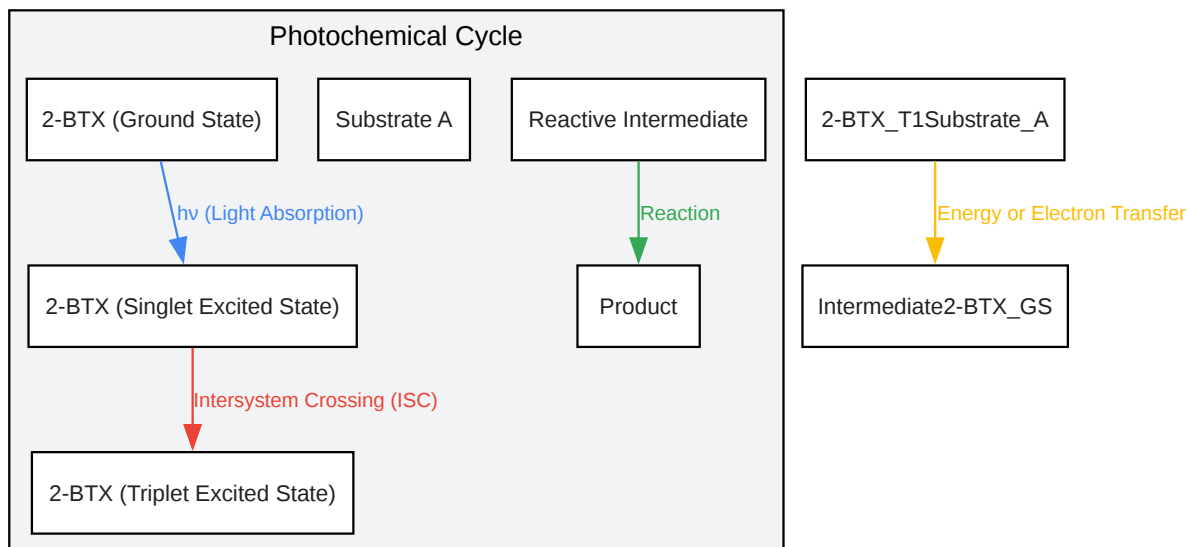 Photochemical Cycle
2-BTX (Ground State)
Substrate A
Reactive Intermediate
2-BTX_T1Substrate_A
hν (Light Absorption)
Reaction
Energy or Electron Transfer
2-BTX (Singlet Excited State)
Product
Intermediate2-BTX_GS
Intersystem Crossing (ISC)
2-BTX (Triplet Excited State)